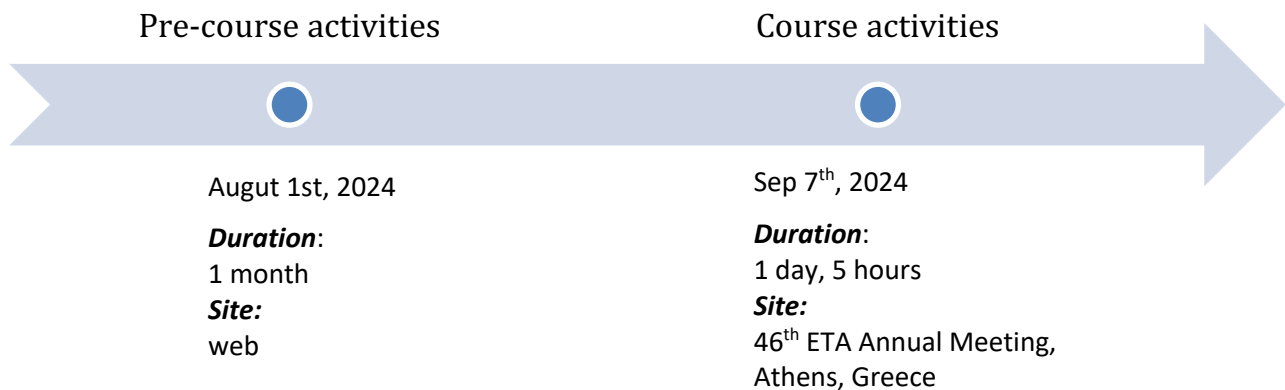 Pre-course activities
Augut 1st, 2024
Duration:
1 month
Site:
web
Course activities
Sep 7th, 2024
Duration:
1 day, 5 hours
Site:
46th ETA Annual Meeting,
Athens, Greece